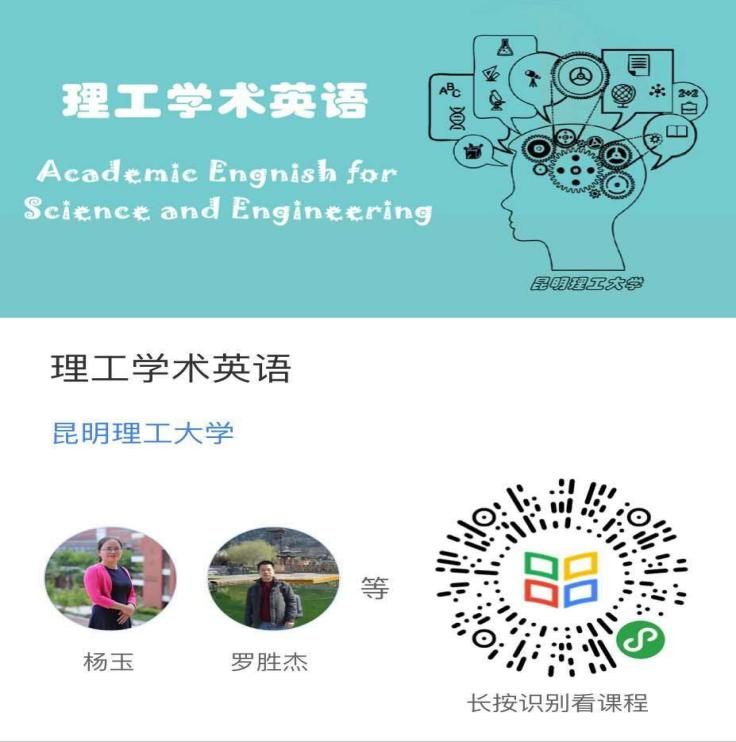 理工学术英语
Academic Engnish for
Science and Engineering
ABC
2+2
昆明理工大学
理工学术英语
昆明理工大学
等
杨玉
罗胜杰
长按识别看课程